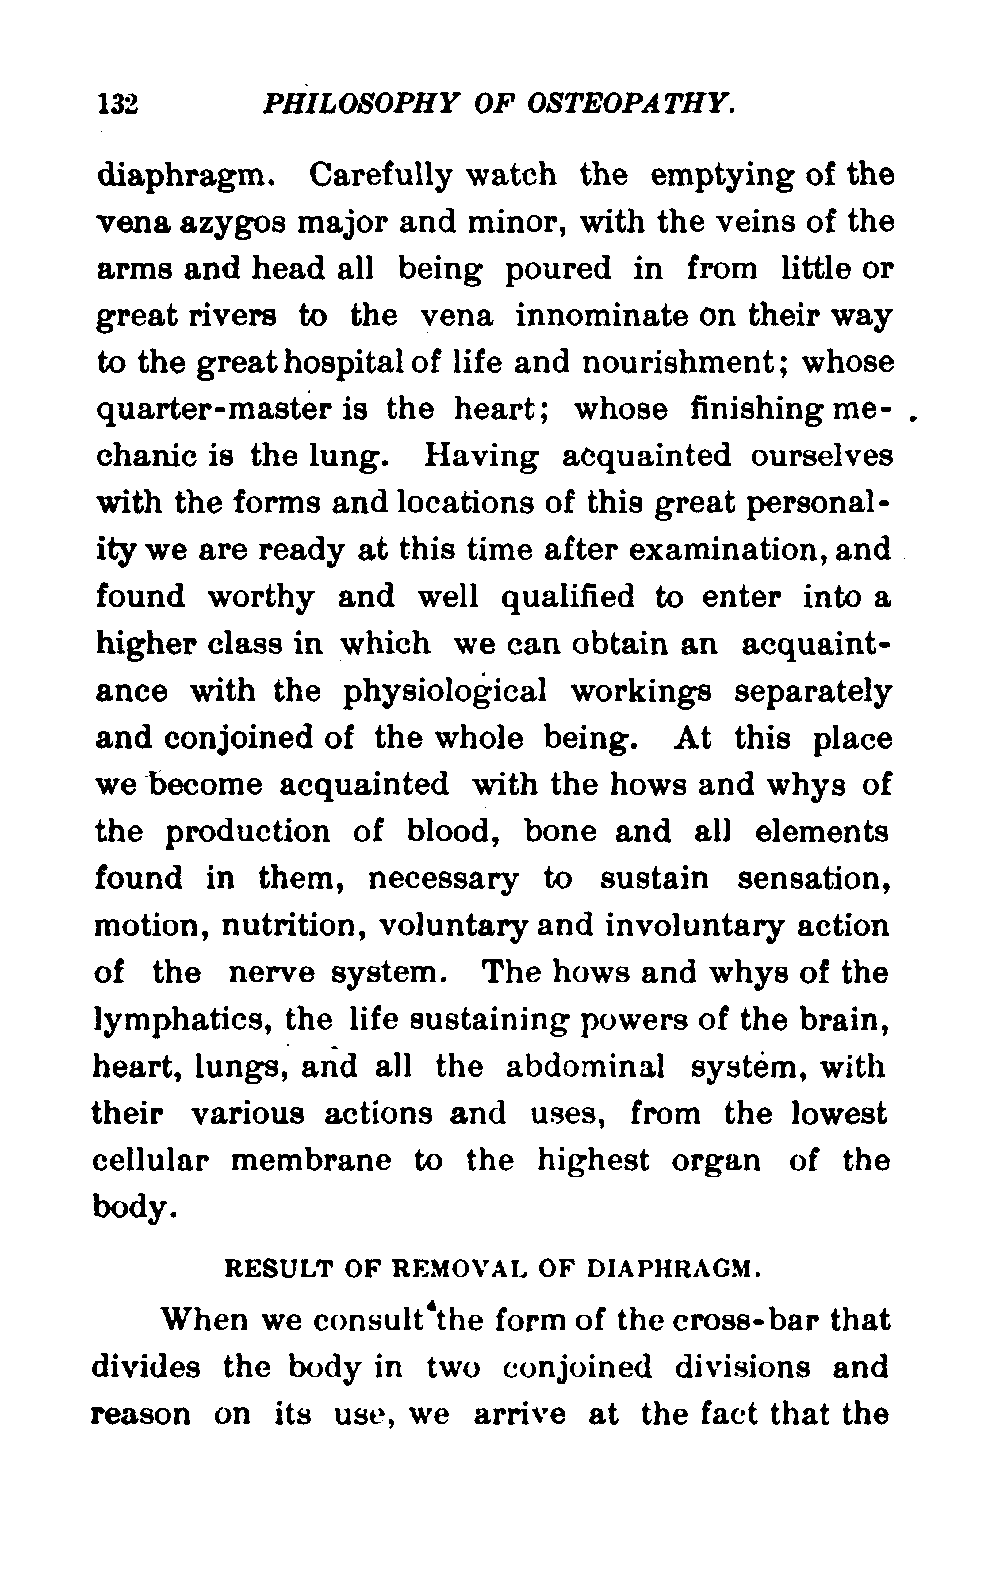 132 PHILOSOPHY OF OSTEOPATHY.
diaphragm. Carefully watch the emptying of the
vena azygos major and minor, with the veins of the
arms and head all being poured in from little or
great rivers to the vena innominate on their way
to the great hospital of life and nourishment; whose
quarter-master is the heart; whose finishing me-
chanic is the lung. Having acquainted ourselves
with the forms and locations of this great personal-
ity we are ready at this time after examination, and
found worthy and well qualified to enter into a
higher class in which we can obtain an acquaint-
ance with the physiological workings separately
and conjoined of the whole being. At this place
we become acquainted with the hows and whys of
the production of blood, bone and all elements
found in them, necessary to sustain sensation,
motion, nutrition, voluntary and involuntary action
of the nerve system. The hows and whys of the
lymphatics, the life sustaining powers of the brain,
heart, lungs, and all the abdominal system, with
their various actions and uses, from the lowest
cellular membrane to the highest organ of the
body.
RESULT OF REMOVAL OF DIAPHRAGM.
When we consult the form of the cross-bar that
divides the body in two conjoined divisions and
reason on its use, we arrive at the fact that the